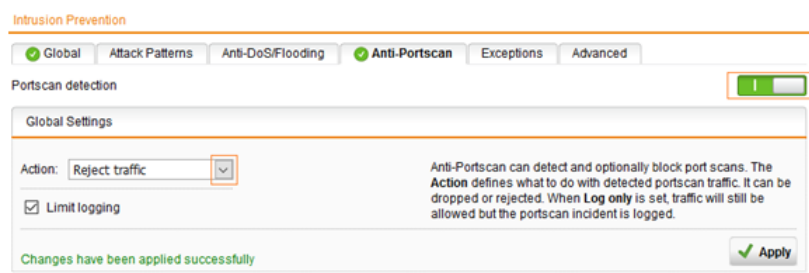 Intrusion Prevention
Global Attack Patterns Anti-DoS/Flooding Anti-Portscan Exceptions Advanced
Portscan detection
Global Settings
Action: Reject traffic
Limit logging
Anti-Portscan can detect and optionally block port scans. The
Action defines what to do with detected portscan traffic. It can be
dropped or rejected. When Log only is set, traffic will still be
allowed but the portscan incident is logged.
Changes have been applied successfully
Apply